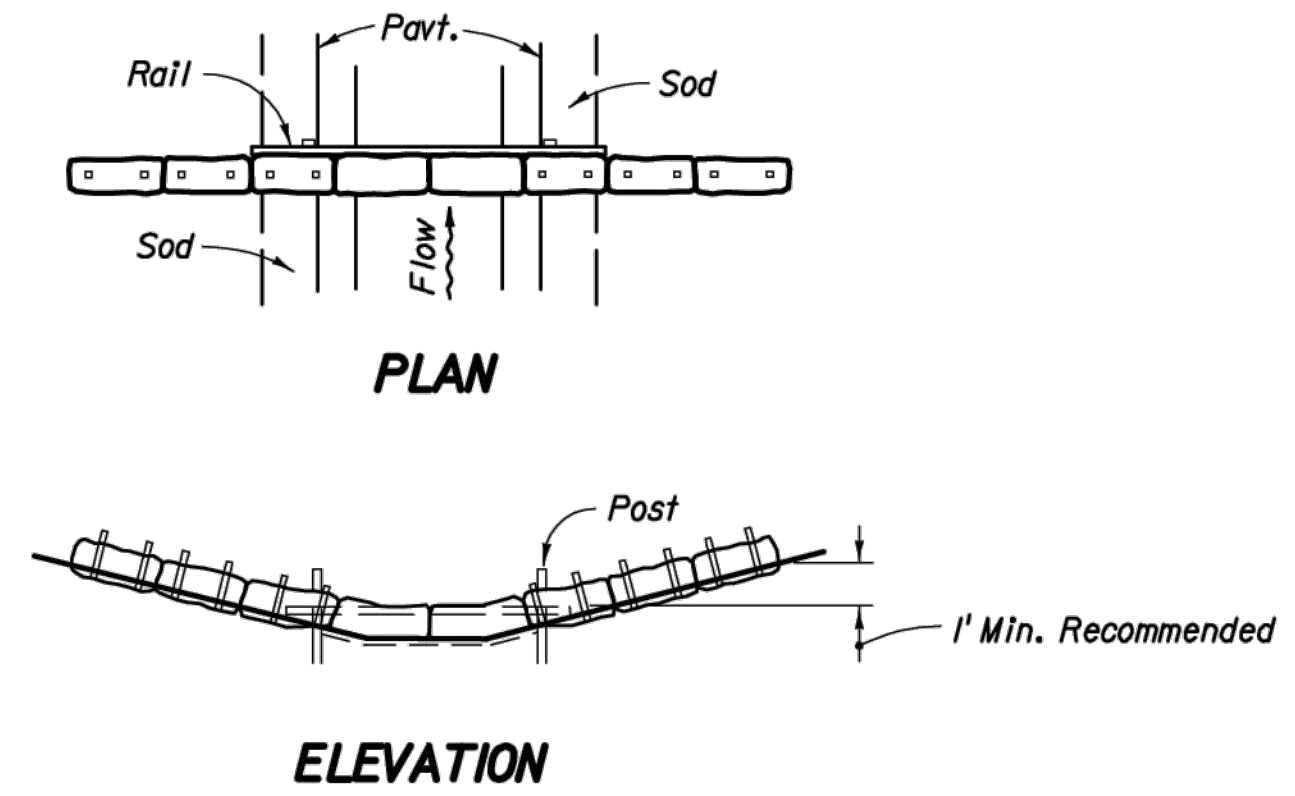 Pavt.
Rail
Sod
Sod
Flow
PLAN
Post
1' Min. Recommended
ELEVATION